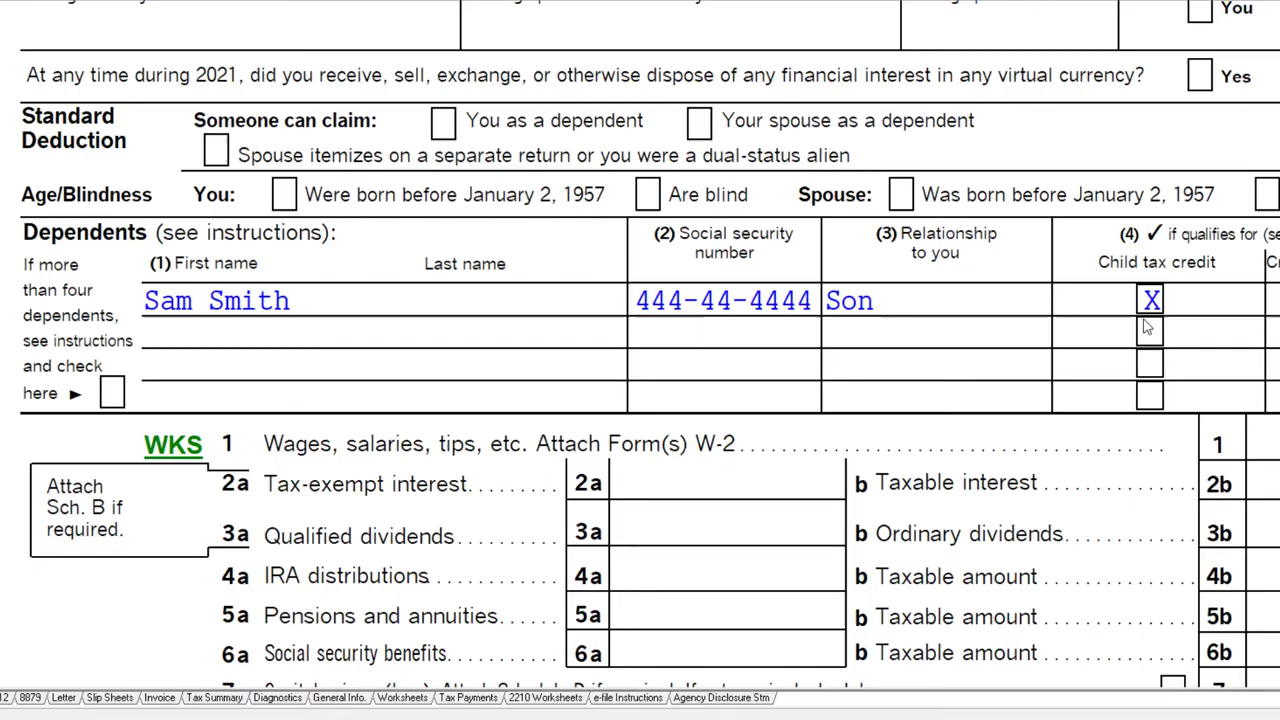 You
At any time during 2021, did you receive, sell, exchange, or otherwise dispose of any financial interest in any virtual currency? Yes
Standard Deduction Someone can claim: You as a dependent Your spouse as a dependent
Spouse itemizes on a separate return or you were a dual-status alien
Age/Blindness You: Were born before January 2, 1957 Are blind Spouse: Was born before January 2, 1957
Dependents (see instructions): (2) Social security number (3) Relationship to you (4) ✓ if qualifies for (se
(1) First name Last name Child tax credit
If more
than four
dependents,
see instructions
and check
here ►
Sam Smith 444-44-4444 Son X
WKS 1 Wages, salaries, tips, etc. Attach Form(s) W-2 1
Attach
Sch. B if
required.
2a Tax-exempt interest 2a b Taxable interest 2b
3a Qualified dividends 3a b Ordinary dividends 3b
4a IRA distributions 4a b Taxable amount 4b
5a Pensions and annuities 5a b Taxable amount 5b
6a Social security benefits 6a b Taxable amount 6b
12 8879 Letter Slip Sheets Invoice Tax Summary Diagnostics General Info. Worksheets Tax Payments 2210 Worksheets e-file Instructions Agency Disclosure Stm